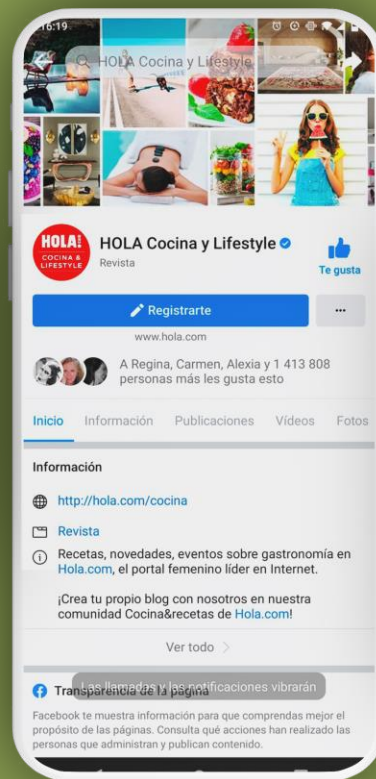 16:19
HOLA Cocina y Lifestyle
HOLA!
COCINA &
LIFESTYLE
HOLA Cocina y Lifestyle
Revista
Te gusta
Registrarte
...
www.hola.com
A Regina, Carmen, Alexia y 1 413 808
personas más les gusta esto
Inicio Información Publicaciones Vídeos Fotos
Información
http://hola.com/cocina
Revista
Recetas, novedades, eventos sobre gastronomía en
Hola.com, el portal femenino líder en Internet.
¡Crea tu propio blog con nosotros en nuestra
comunidad Cocina&recetas de Hola.com!
Ver todo
Transparencia de la página
Las llamadas y las notificaciones vibrarán
Facebook te muestra información para que comprendas mejor el
propósito de las páginas. Consulta qué acciones han realizado las
personas que administran y publican contenido.